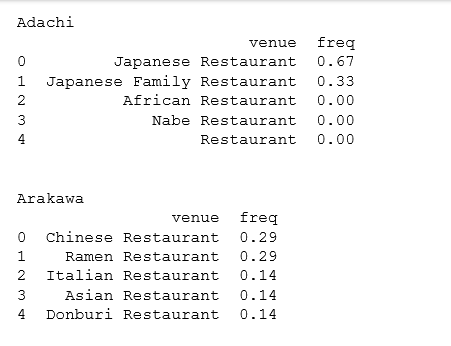 Adachi
venue freq
0 Japanese Restaurant 0.67
1 Japanese Family Restaurant 0.33
2 African Restaurant 0.00
3 Nabe Restaurant 0.00
4 Restaurant 0.00
Arakawa
venue freq
0 Chinese Restaurant 0.29
1 Ramen Restaurant 0.29
2 Italian Restaurant 0.14
3 Asian Restaurant 0.14
4 Donburi Restaurant 0.14